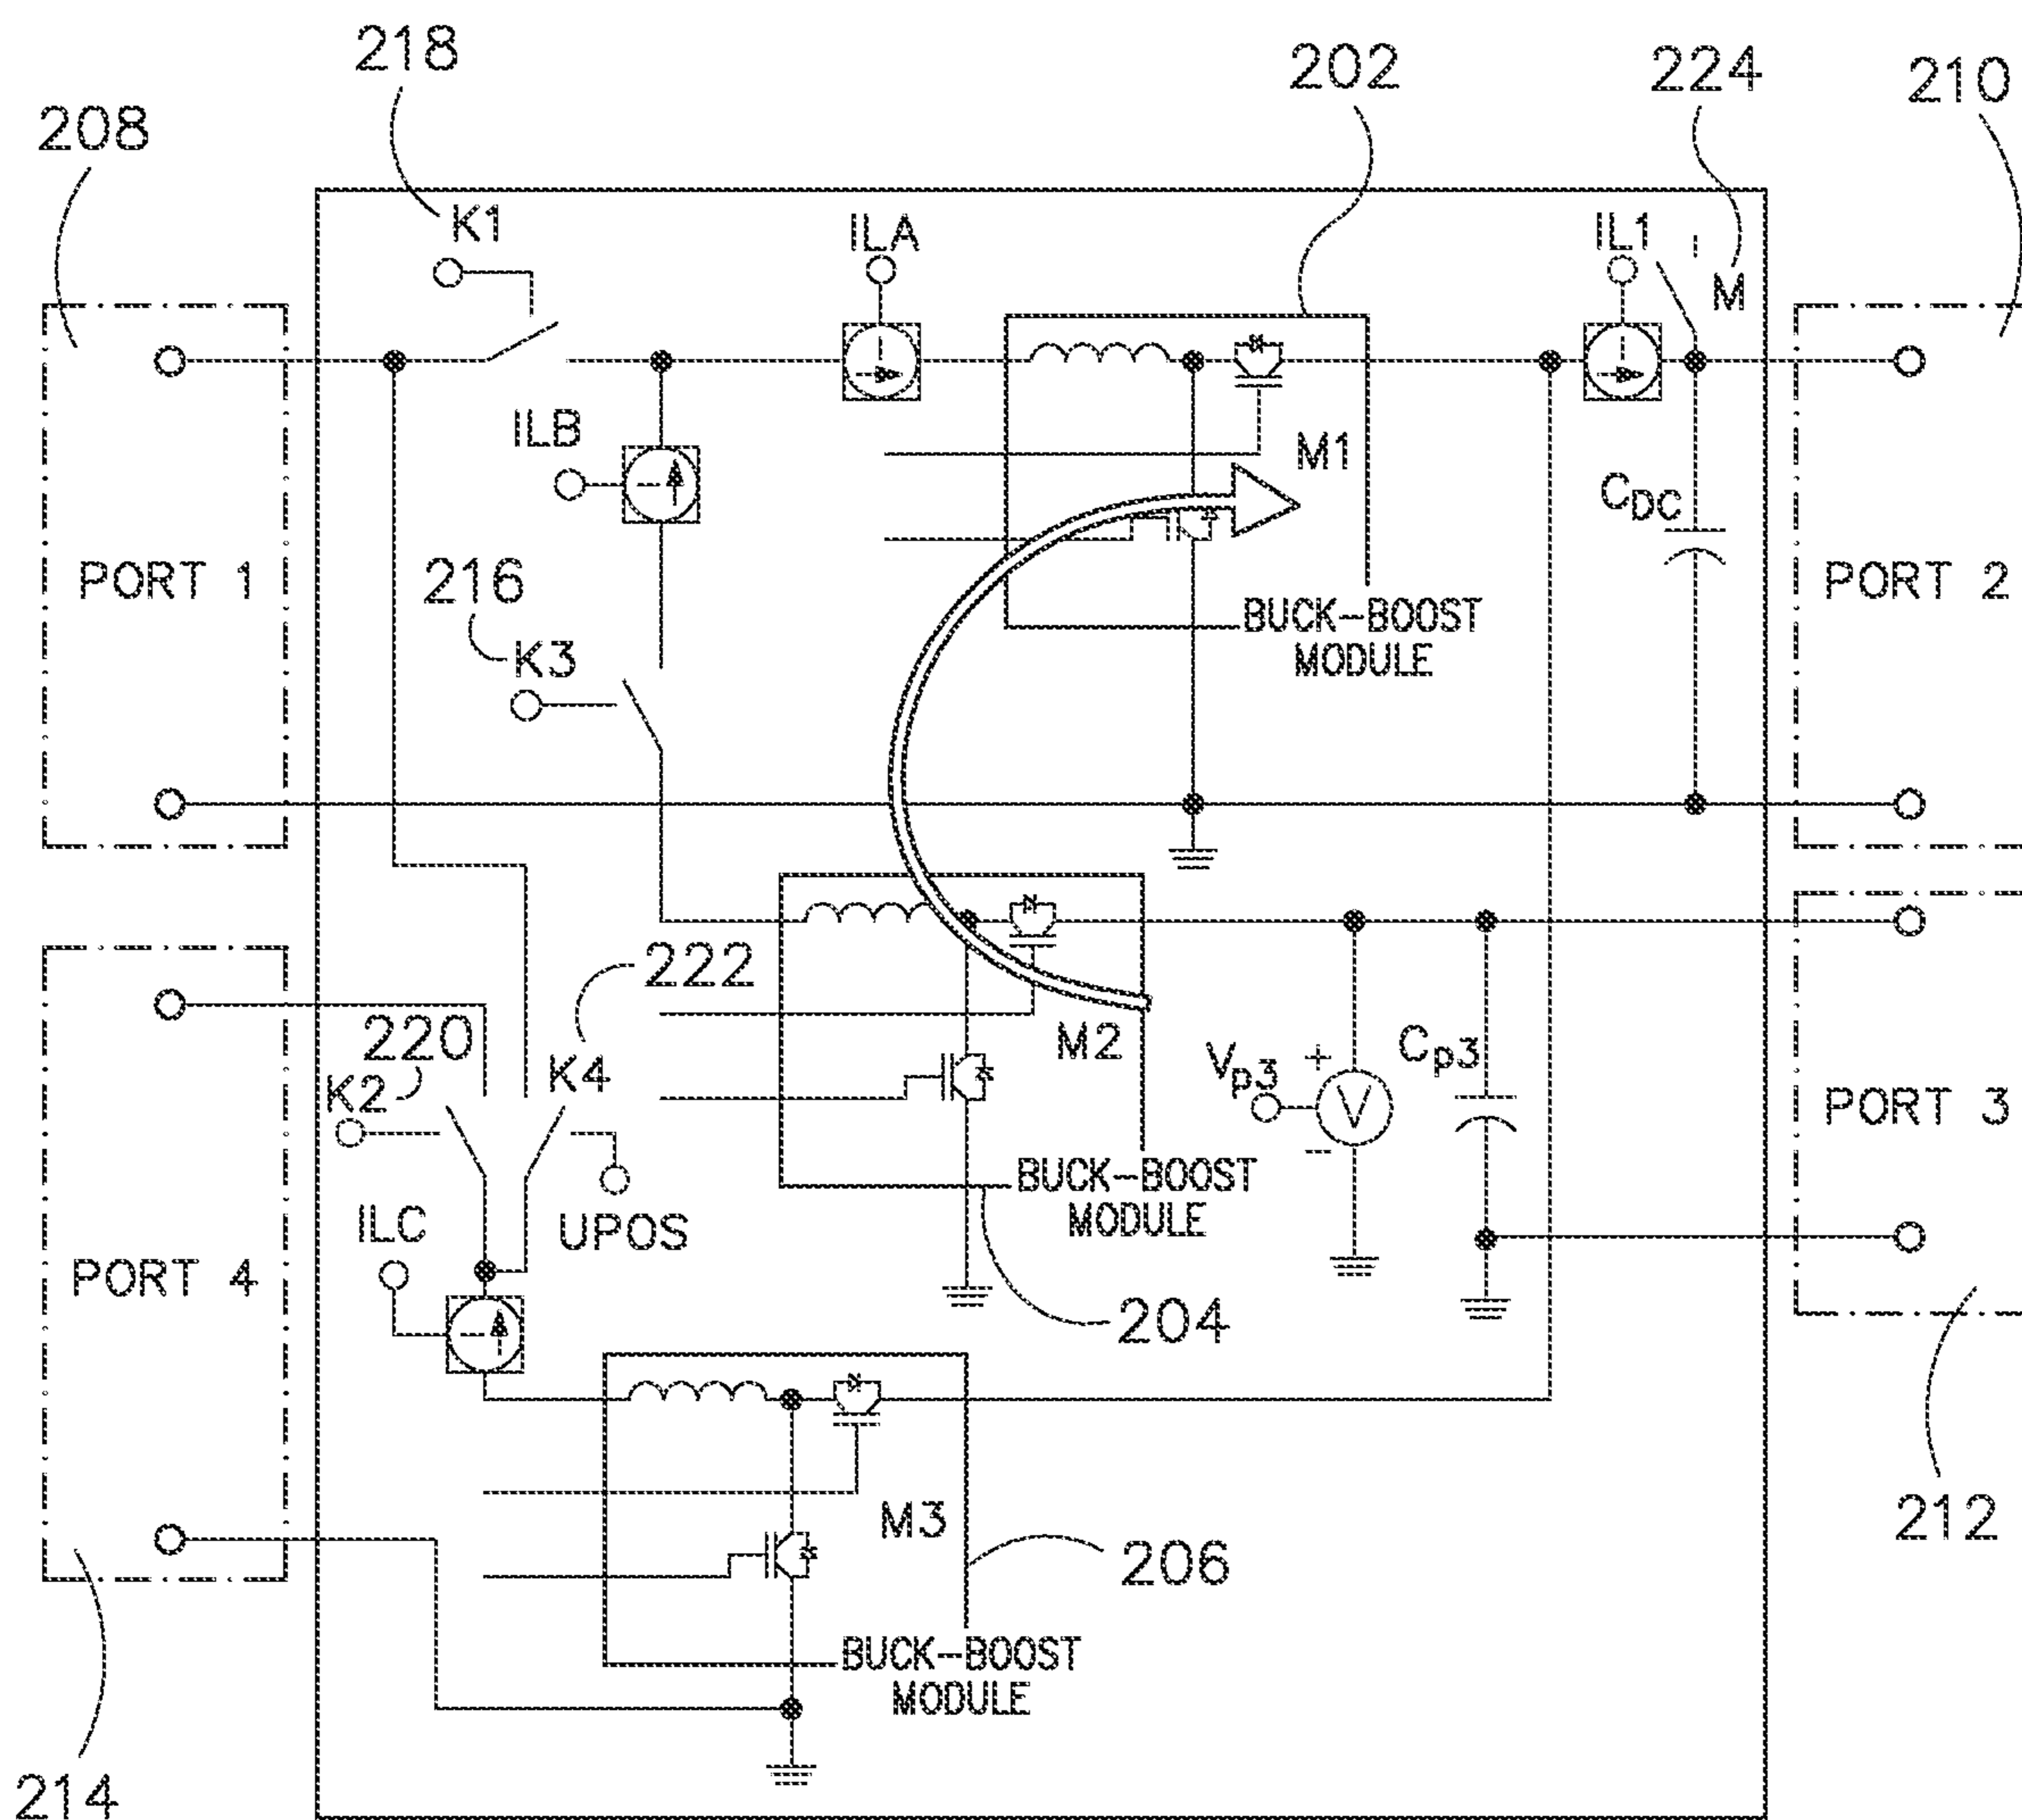 218
202
224
210
208
K1
ILA
IL1
M
ILB
M1
CDC
PORT 1
216
K3
BUCK-BOOST
MODULE
PORT 2
222
220
K2
K4
M2
Vp3
+
V
-
Cp3
PORT 3
ILC
UPOS
BUCK-BOOST
MODULE
PORT 4
204
M3
206
212
BUCK-BOOST
MODULE
214